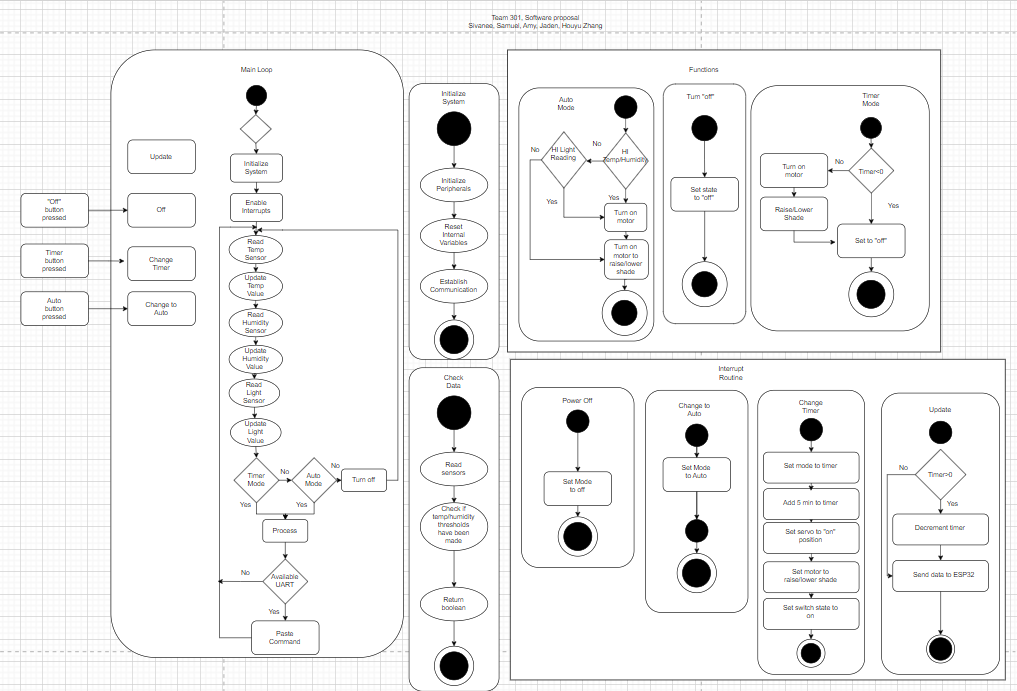 Team 301, Software proposal
Sivanee, Samuel, Amy, Jaden, Houyu Zhang
Main Loop
Update
"Off"
button
pressed
Off
Timer
button
pressed
Change
Timer
Auto
button
pressed
Change to
Auto
Initialize
System
Enable
Interrupts
Read
Temp
Sensor
Update
Temp
Value
Read
Humidity
Sensor
Update
Humidity
Value
Read
Light
Sensor
Update
Light
Value
Timer
Mode
No
Auto
Mode
No
Turn off
Yes
Yes
Process
Available
UART
No
Yes
Paste
Command
Initialize
System
Initialize
Peripherals
Reset
Internal
Variables
Establish
Communication
Check
Data
Read
sensors
Check if
temp/humidity
thresholds
have been
made
Return
boolean
Functions
Auto
Mode
No
HI Light
Reading
No
HI
Temp/Humidity
Yes
Yes
Turn on
motor
Turn on
motor to
raise/lower
shade
Turn "off"
Set state
to "off"
Timer
Mode
Timer<0
No
Yes
Turn on
motor
Raise/Lower
Shade
Set to "off"
Interrupt
Routine
Power Off
Set Mode
to off
Change to
Auto
Set Mode
to Auto
Change
Timer
Set mode to timer
Add 5 min to timer
Set servo to "on"
position
Set motor to
raise/lower shade
Set switch state to
on
Update
No
Timer>0
Yes
Decrement timer
Send data to ESP32